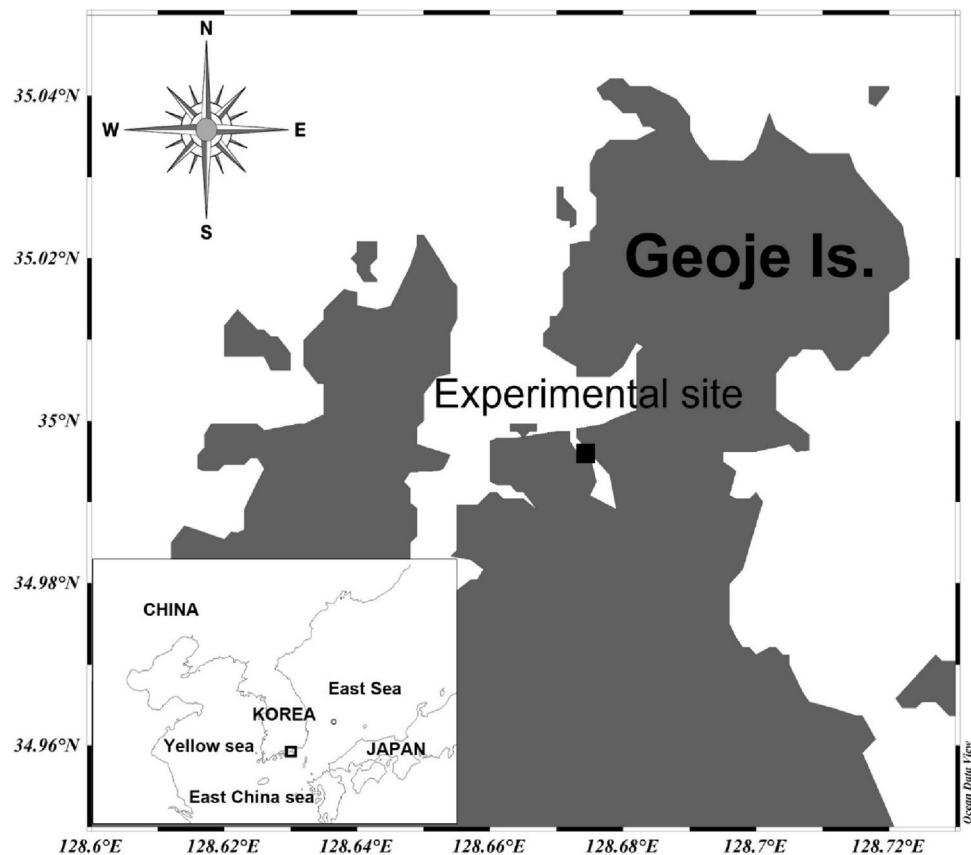 N
35.04°N
W
E
S
35.02°N
Geoje Is.
Experimental site
35°N
34.98°N
CHINA
East Sea
KOREA
Yellow sea
JAPAN
34.96°N
East China sea
Ocean Data View
128.6°E
128.62°E
128.64°E
128.66°E
128.68°E
128.7°E
128.72°E